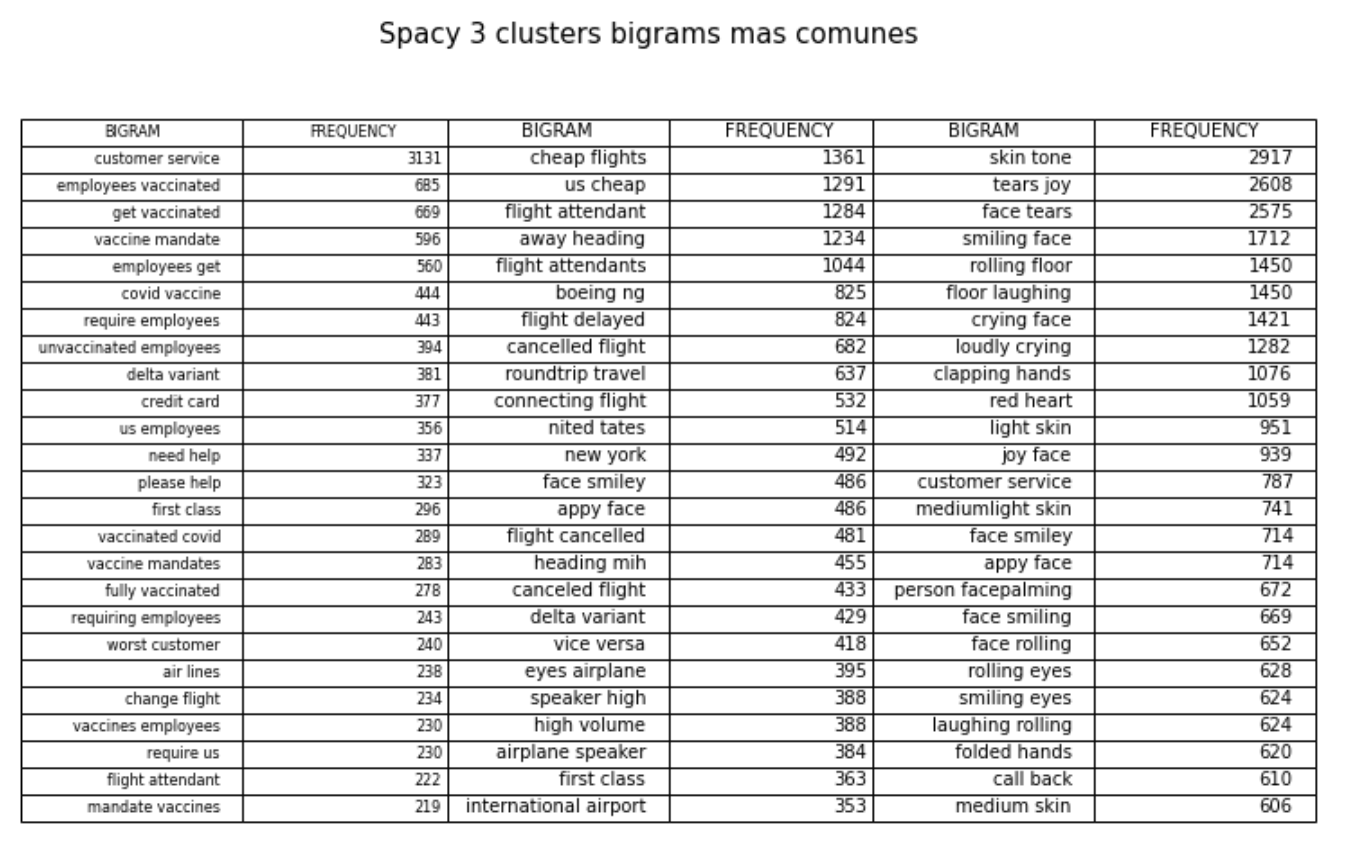 Spacy 3 clusters bigrams mas comunes
BIGRAM FREQUENCY BIGRAM FREQUENCY BIGRAM FREQUENCY
customer service 3131 cheap flights 1361 skin tone 2917
employees vaccinated 685 us cheap 1291 tears joy 2608
get vaccinated 669 flight attendant 1284 face tears 2575
vaccine mandate 596 away heading 1234 smiling face 1712
employees get 560 flight attendants 1044 rolling floor 1450
covid vaccine 444 boeing ng 825 floor laughing 1450
require employees 443 flight delayed 824 crying face 1421
unvaccinated employees 394 cancelled flight 682 loudly crying 1282
delta variant 381 roundtrip travel 637 clapping hands 1076
credit card 377 connecting flight 532 red heart 1059
us employees 356 nited tates 514 light skin 951
need help 337 new york 492 joy face 939
please help 323 face smiley 486 customer service 787
first class 296 appy face 486 mediumlight skin 741
vaccinated covid 289 flight cancelled 481 face smiley 714
vaccine mandates 283 heading mih 455 appy face 714
fully vaccinated 278 canceled flight 433 person facepalming 672
requiring employees 243 delta variant 429 face smiling 669
worst customer 240 vice versa 418 face rolling 652
air lines 238 eyes airplane 395 rolling eyes 628
change flight 234 speaker high 388 smiling eyes 624
vaccines employees 230 high volume 388 laughing rolling 624
require us 230 airplane speaker 384 folded hands 620
flight attendant 222 first class 363 call back 610
mandate vaccines 219 international airport 353 medium skin 606